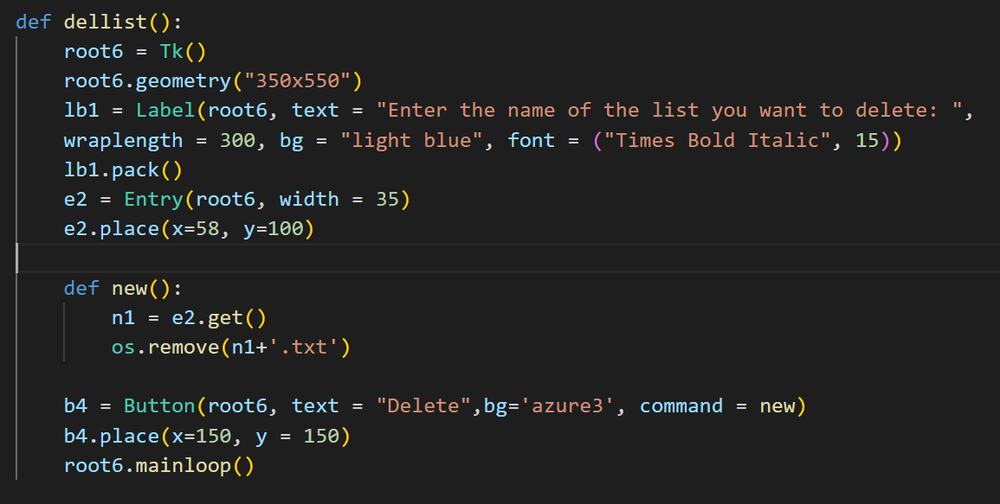 def dellist():
    root6 = Tk()
    root6.geometry("350x550")
    lb1 = Label(root6, text = "Enter the name of the list you want to delete: ",
    wraplength = 300, bg = "light blue", font = ("Times Bold Italic", 15))
    lb1.pack()
    e2 = Entry(root6, width = 35)
    e2.place(x=58, y=100)

    def new():
        n1 = e2.get()
        os.remove(n1+'.txt')

    b4 = Button(root6, text = "Delete",bg='azure3', command = new)
    b4.place(x=150, y = 150)
    root6.mainloop()